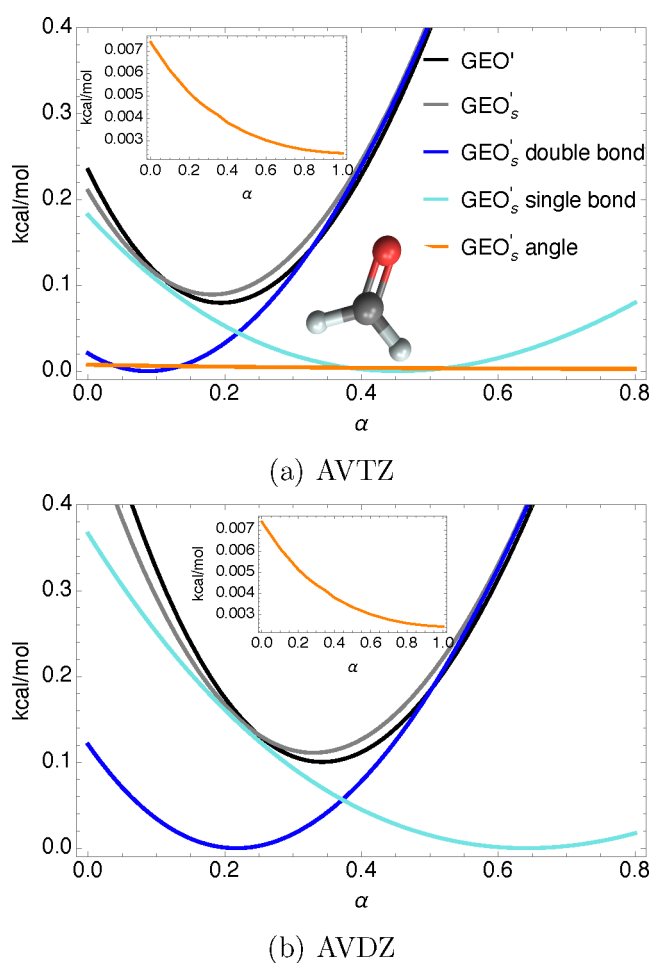 0.4
0.3
0.2
0.1
0.0
kcal/mol
0.007
0.006
0.005
0.004
0.003
kcal/mol
0.0 0.2 0.4 0.6 0.8 1.0
α
GEO'
GEO's
GEO's double bond
GEO's single bond
GEO's angle
0.0 0.2 0.4 0.6 0.8
α
(a) AVTZ
0.4
0.3
0.2
0.1
0.0
kcal/mol
0.007
0.006
0.005
0.004
0.003
kcal/mol
0.0 0.2 0.4 0.6 0.8 1.0
α
0.0 0.2 0.4 0.6 0.8
α
(b) AVDZ